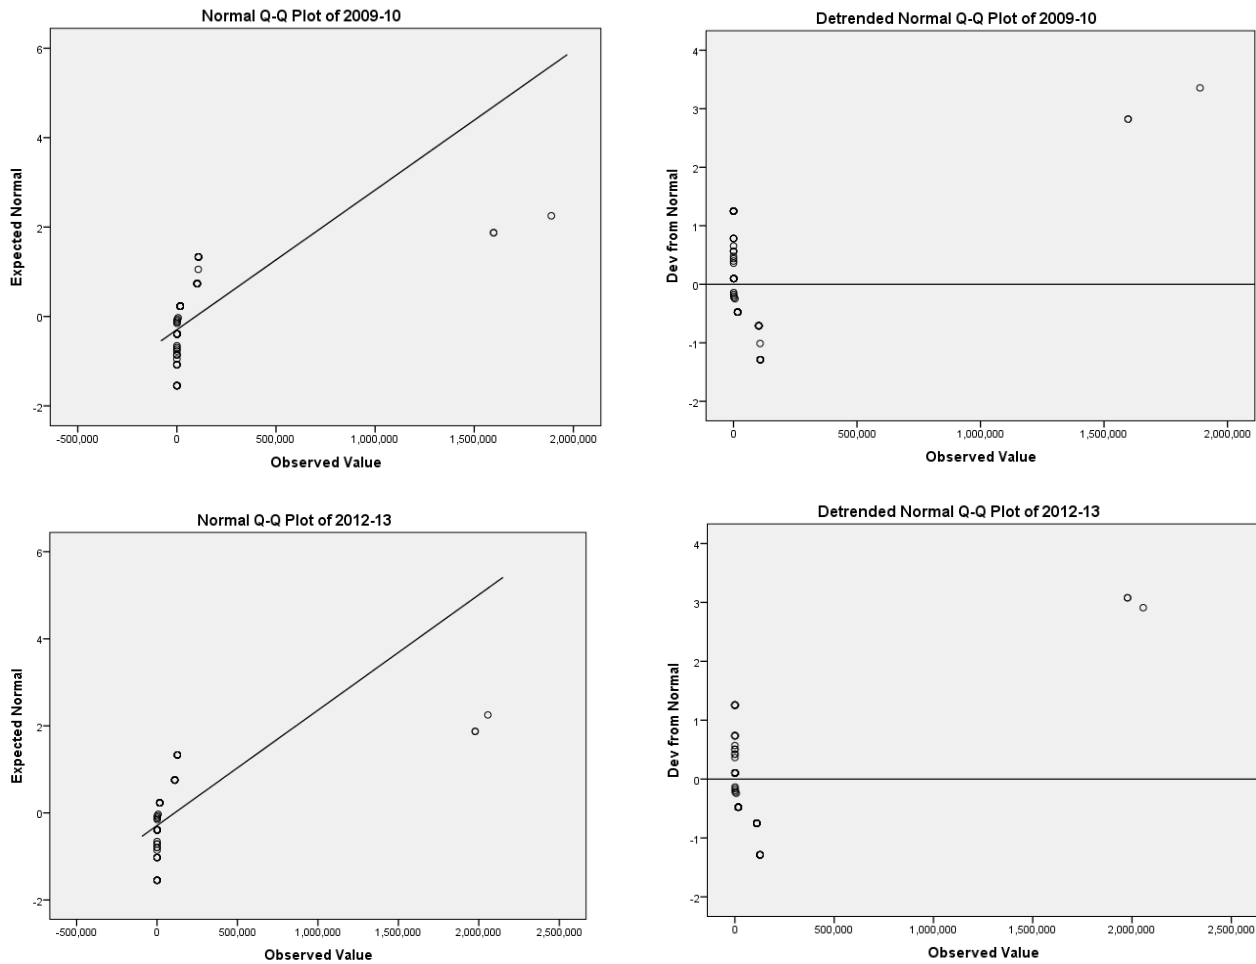 Normal Q-Q Plot of 2009-10
6
4
2
0
-2
Expected Normal
-500,000 0 500,000 1,000,000 1,500,000 2,000,000
Observed Value
Detrended Normal Q-Q Plot of 2009-10
4
3
2
1
0
-1
-2
Dev from Normal
0 500,000 1,000,000 1,500,000 2,000,000
Observed Value
Normal Q-Q Plot of 2012-13
6
4
2
0
-2
Expected Normal
-500,000 0 500,000 1,000,000 1,500,000 2,000,000 2,500,000
Observed Value
Detrended Normal Q-Q Plot of 2012-13
4
3
2
1
0
-1
-2
Dev from Normal
0 500,000 1,000,000 1,500,000 2,000,000 2,500,000
Observed Value